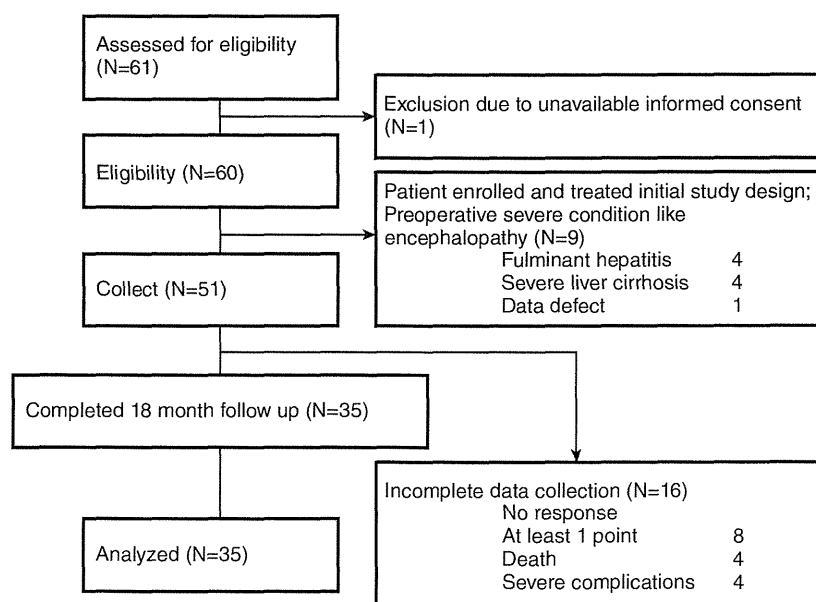 Assessed for eligibility
(N=61)
Exclusion due to unavailable informed consent
(N=1)
Eligibility (N=60)
Patient enrolled and treated initial study design;
Preoperative severe condition like
encephalopathy (N=9)
Fulminant hepatitis 4
Severe liver cirrhosis 4
Data defect 1
Collect (N=51)
Completed 18 month follow up (N=35)
Incomplete data collection (N=16)
No response
At least 1 point 8
Death 4
Severe complications 4
Analyzed (N=35)